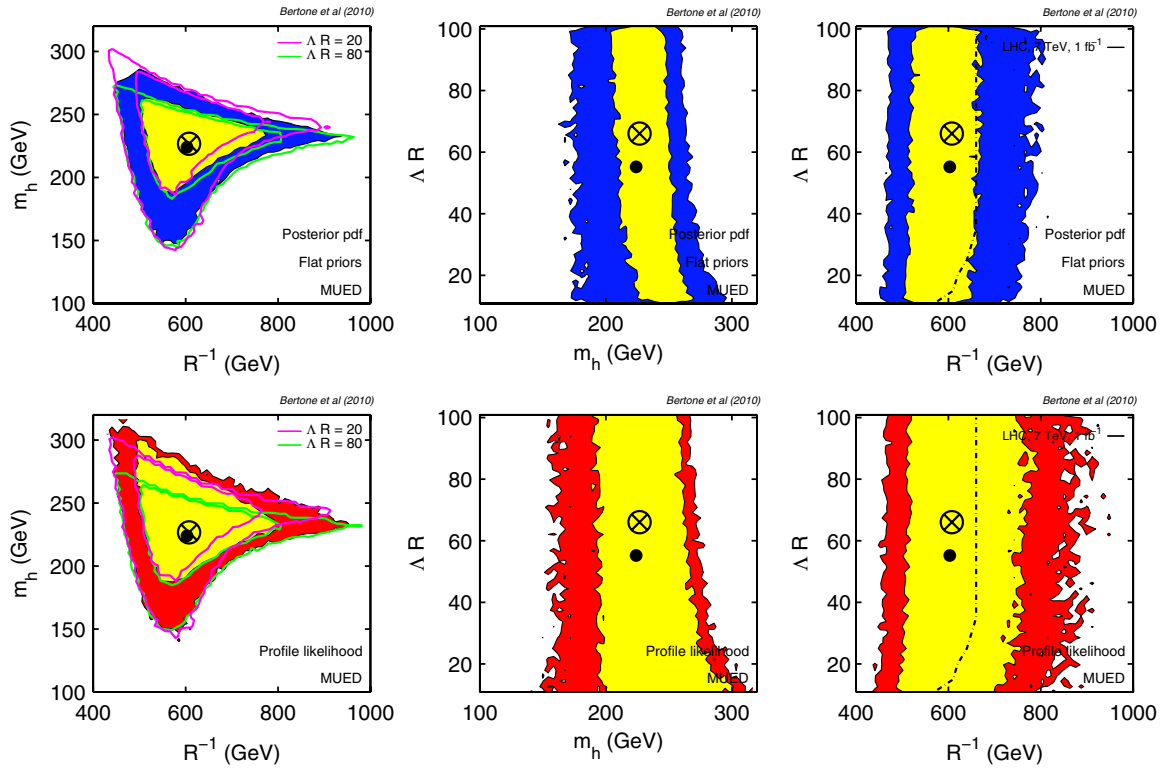 Bertone et al (2010)
Λ R = 20
Λ R = 80
300
250
200
150
100
m_h (GeV)
Posterior pdf
Flat priors
MUED
400
600
800
1000
R⁻¹ (GeV)
Bertone et al (2010)
100
80
60
40
20
Λ R
Posterior pdf
Flat priors
MUED
100
200
300
m_h (GeV)
Bertone et al (2010)
LHC, 7 TeV, 1 fb⁻¹
100
80
60
40
20
Λ R
Posterior pdf
Flat priors
MUED
400
600
800
1000
R⁻¹ (GeV)
Bertone et al (2010)
Λ R = 20
Λ R = 80
300
250
200
150
100
m_h (GeV)
Profile likelihood
MUED
400
600
800
1000
R⁻¹ (GeV)
Bertone et al (2010)
100
80
60
40
20
Λ R
Profile likelihood
MUED
100
200
300
m_h (GeV)
Bertone et al (2010)
LHC, 7 TeV, 1 fb⁻¹
100
80
60
40
20
Λ R
Profile likelihood
MUED
400
600
800
1000
R⁻¹ (GeV)